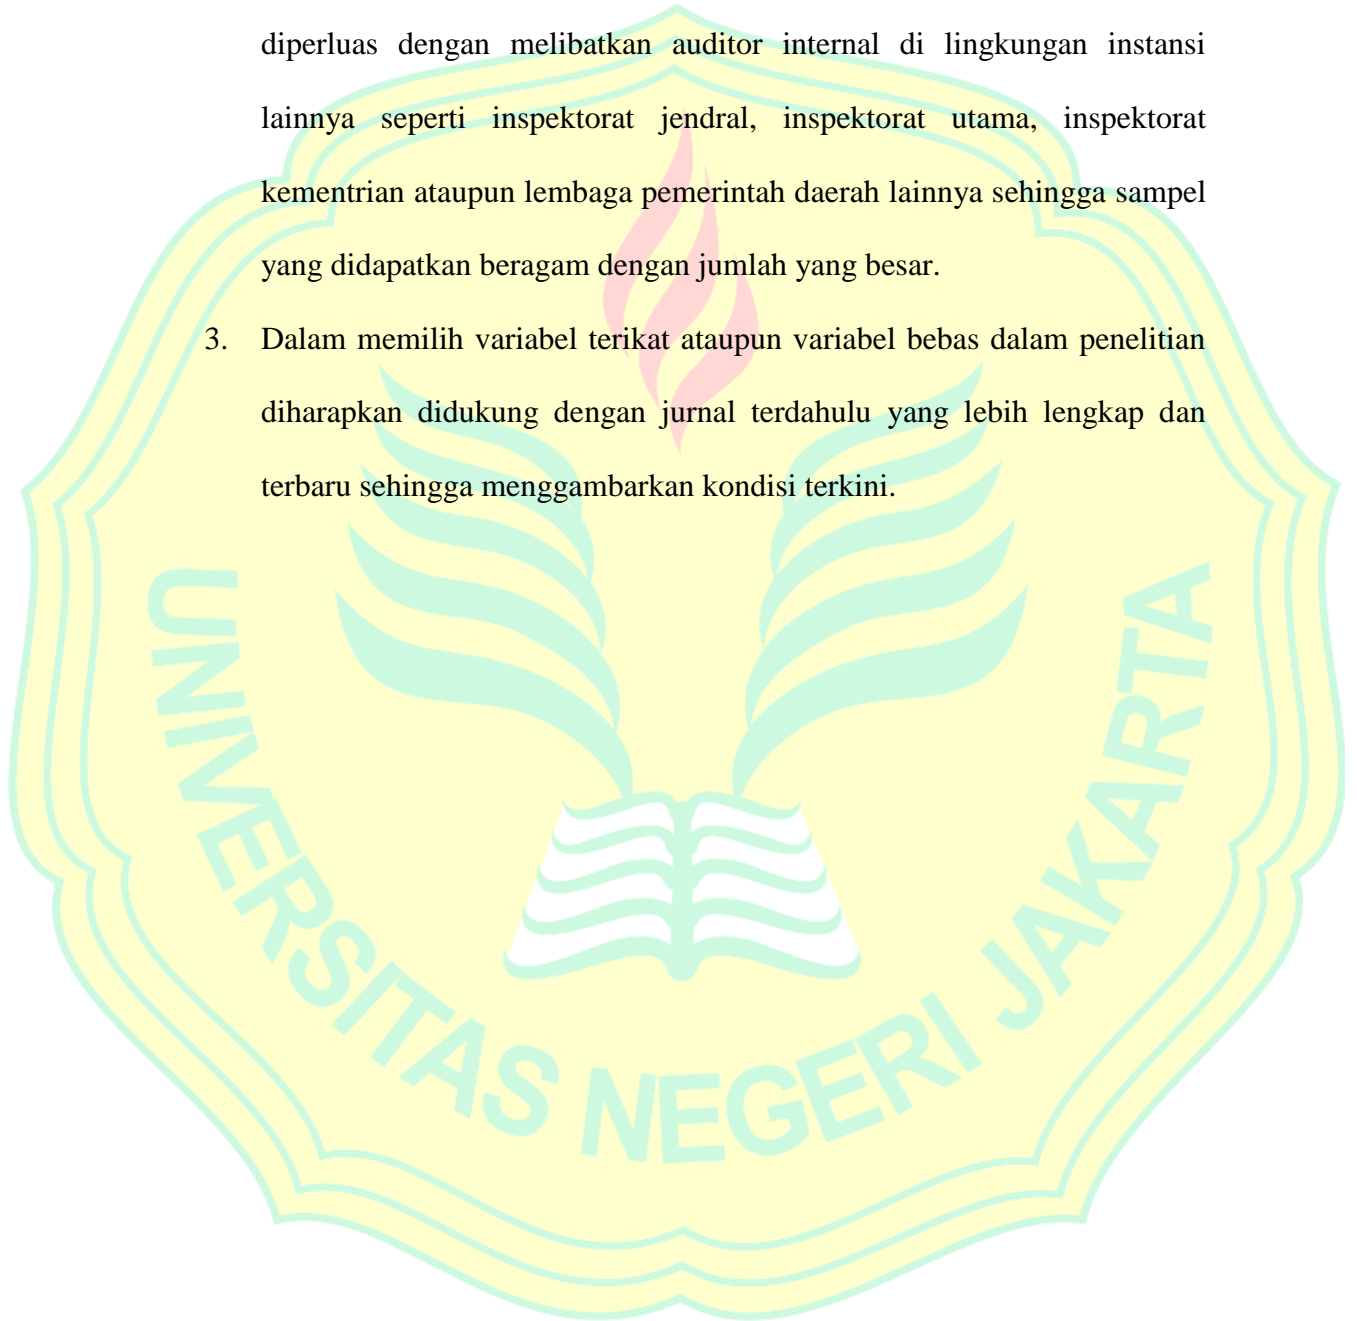 diperluas dengan melibatkan auditor internal di lingkungan instansi
lainnya seperti inspektorat jendral, inspektorat utama, inspektorat
kementrian ataupun lembaga pemerintah daerah lainnya sehingga sampel
yang didapatkan beragam dengan jumlah yang besar.
3. Dalam memilih variabel terikat ataupun variabel bebas dalam penelitian
diharapkan didukung dengan jurnal terdahulu yang lebih lengkap dan
terbaru sehingga menggambarkan kondisi terkini.
UNIVERSITAS NEGERI JAKARTA